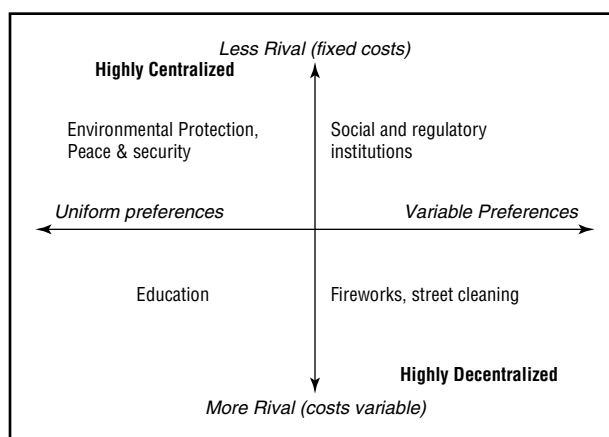 Less Rival (fixed costs)
Highly Centralized
Environmental Protection,
Peace & security
Social and regulatory
institutions
Uniform preferences
Variable Preferences
Education
Fireworks, street cleaning
Highly Decentralized
More Rival (costs variable)